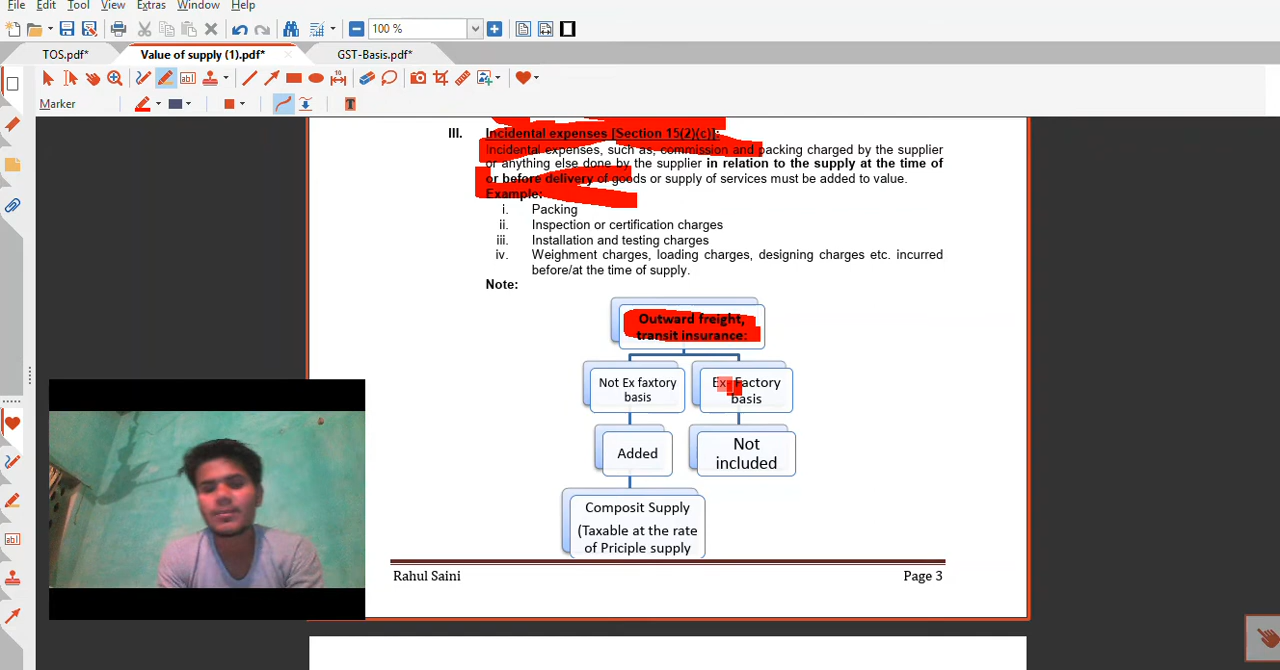 File Edit Tool View Extras Window Help
100 %
TOS.pdf* Value of supply (1).pdf* GST-Basis.pdf*
Marker
III. Incidental expenses [Section 15(2)(c)]:
Incidental expenses, such as, commission and packing charged by the supplier
or anything else done by the supplier in relation to the supply at the time of
or before delivery of goods or supply of services must be added to value.
Example:
i. Packing
ii. Inspection or certification charges
iii. Installation and testing charges
iv. Weighment charges, loading charges, designing charges etc. incurred
before/at the time of supply.
Note:
Outward freight,
transit insurance:
Not Ex faxtory
basis
Ex- Factory
basis
Added
Not
included
Composit Supply
(Taxable at the rate
of Priciple supply
Rahul Saini Page 3